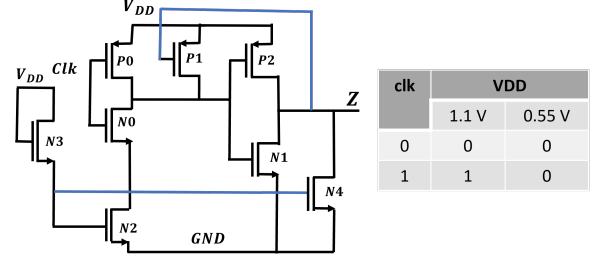 VDD
Clk
P0
P1
P2
VDD
N3
N0
Z
N1
N4
N2
GND
clk VDD
1.1 V 0.55 V
0 0 0
1 1 0